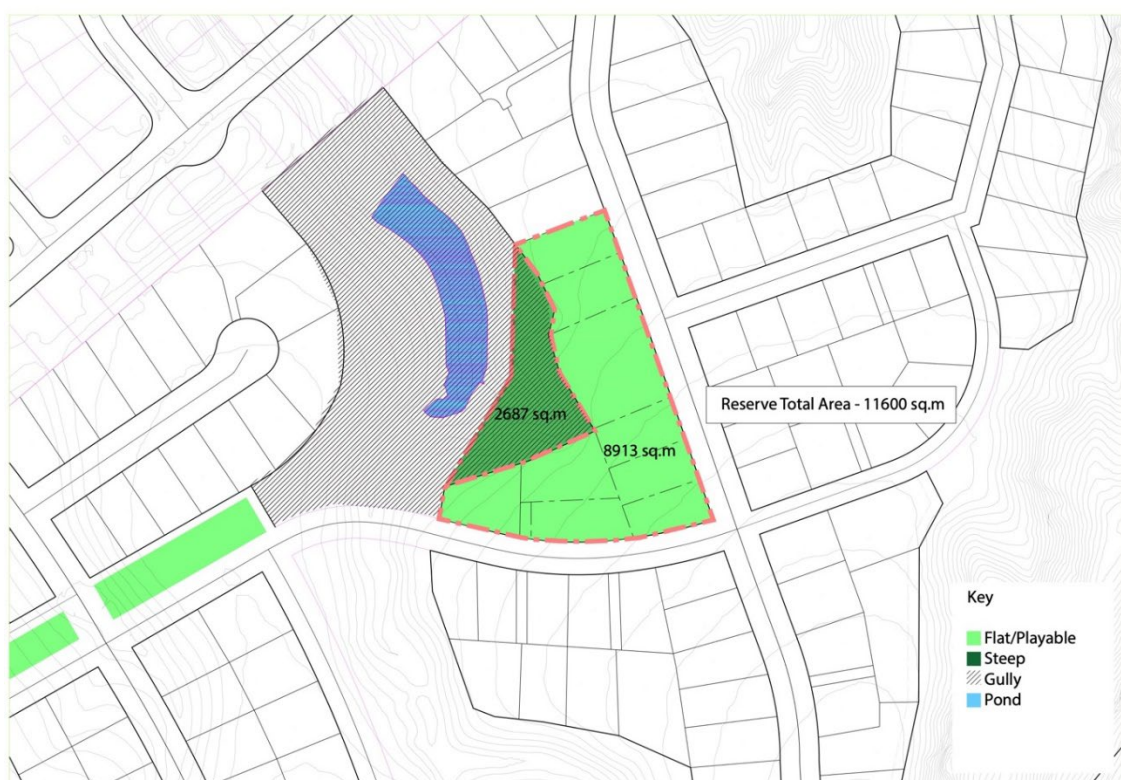 2687 sq.m
8913 sq.m
Reserve Total Area - 11600 sq.m
Key
Flat/Playable
Steep
Gully
Pond